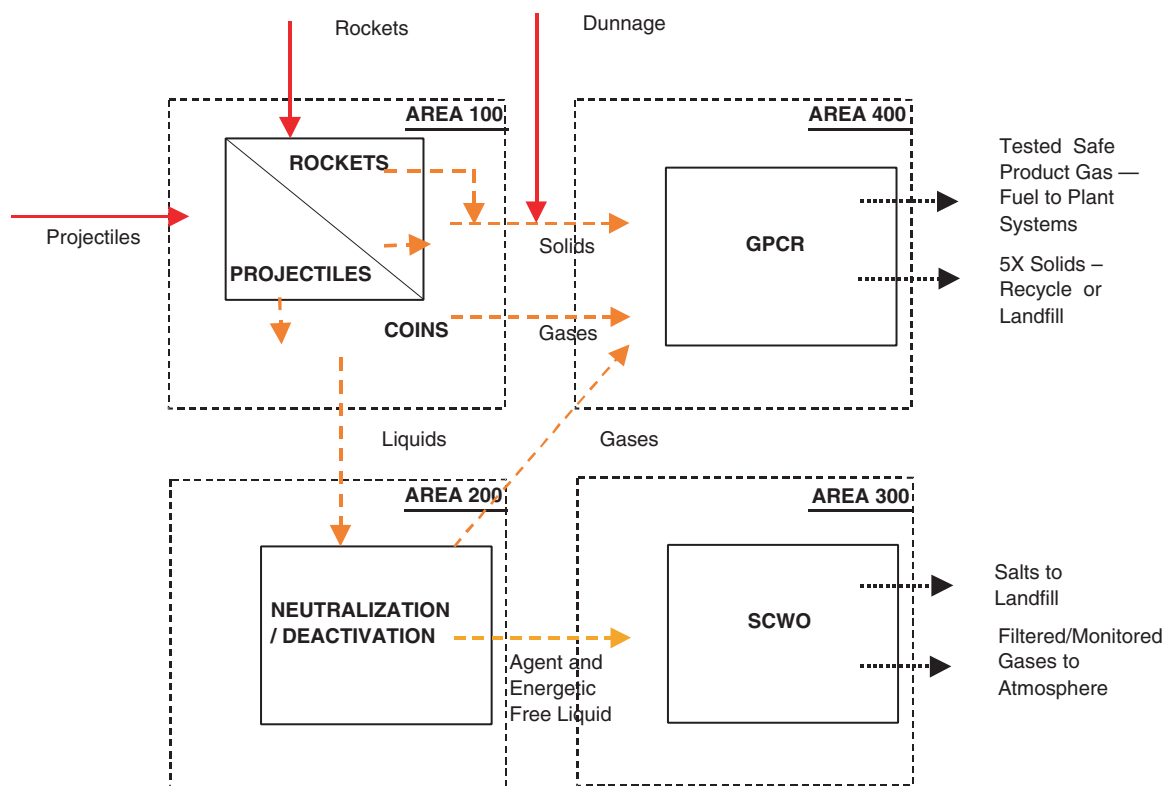 Rockets
Dunnage
AREA 100
AREA 400
ROCKETS
Tested Safe
Product Gas —
Fuel to Plant
Systems
Projectiles
Solids
GPCR
PROJECTILES
5X Solids –
Recycle or
Landfill
COINS
Gases
Liquids
Gases
AREA 200
AREA 300
NEUTRALIZATION
/ DEACTIVATION
SCWO
Salts to
Landfill
Agent and
Energetic
Free Liquid
Filtered/Monitored
Gases to
Atmosphere